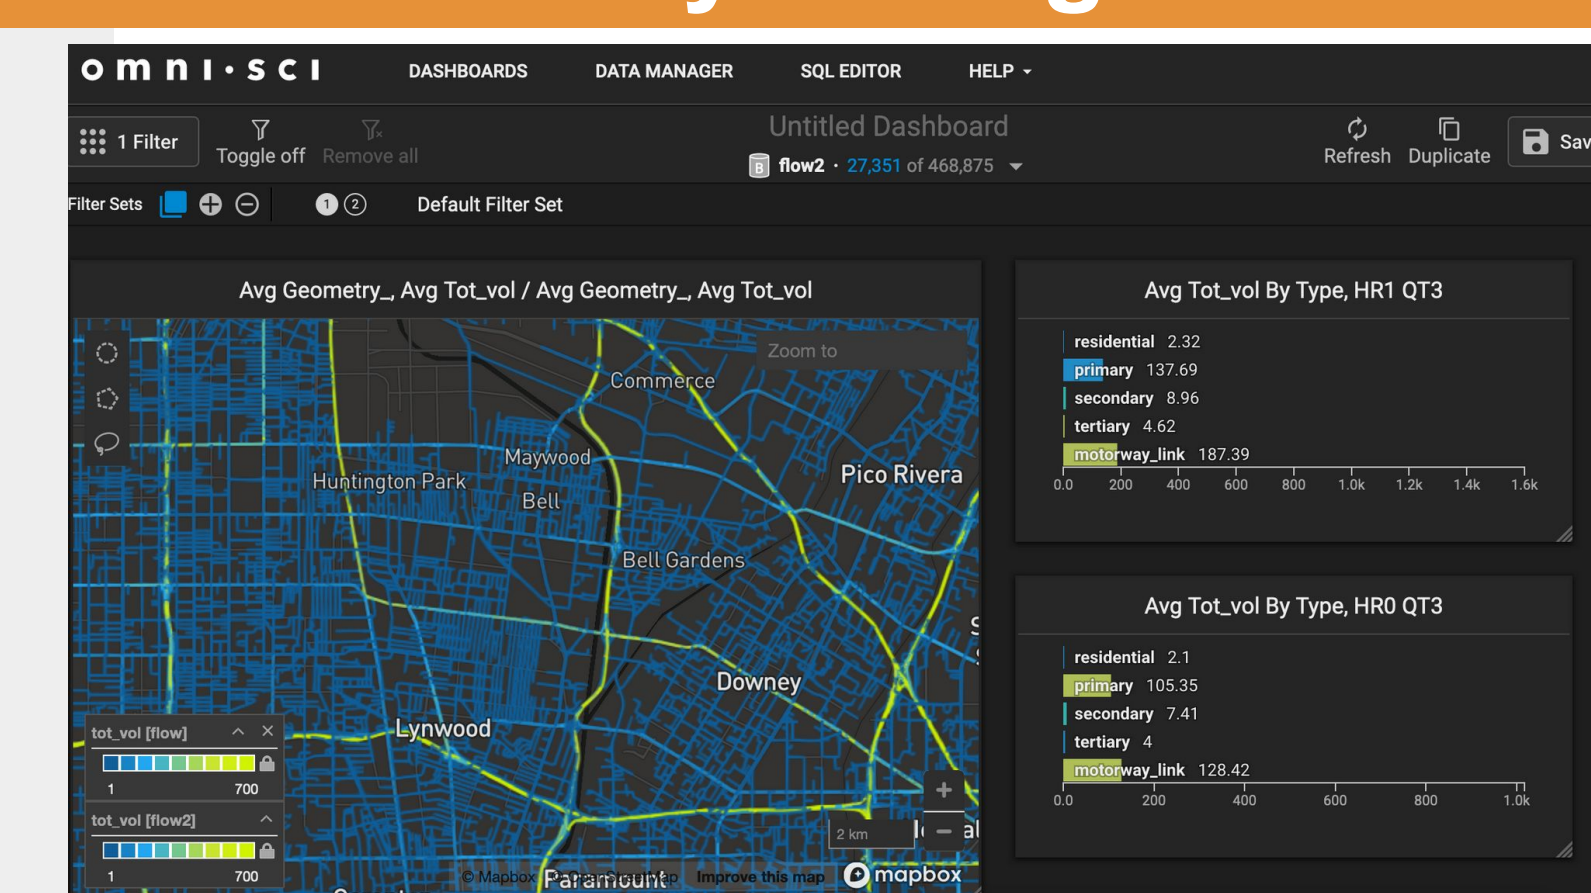 omni·sci
DASHBOARDS
DATA MANAGER
SQL EDITOR
HELP
1 Filter
Toggle off
Remove all
Untitled Dashboard
B flow2 · 27,351 of 468,875
Refresh
Duplicate
Sav
Filter Sets
1 2
Default Filter Set
Avg Geometry_, Avg Tot_vol / Avg Geometry_, Avg Tot_vol
Zoom to
Commerce
Maywood
Huntington Park
Pico Rivera
Bell
Bell Gardens
Downey
Lynwood
Paramount
tot_vol [flow]
1 700
tot_vol [flow2]
1 700
2 km
© Mapbox © OpenStreetMap Improve this map
mapbox
Avg Tot_vol By Type, HR1 QT3
residential 2.32
primary 137.69
secondary 8.96
tertiary 4.62
motorway_link 187.39
0.0 200 400 600 800 1.0k 1.2k 1.4k 1.6k
Avg Tot_vol By Type, HR0 QT3
residential 2.1
primary 105.35
secondary 7.41
tertiary 4
motorway_link 128.42
0.0 200 400 600 800 1.0k